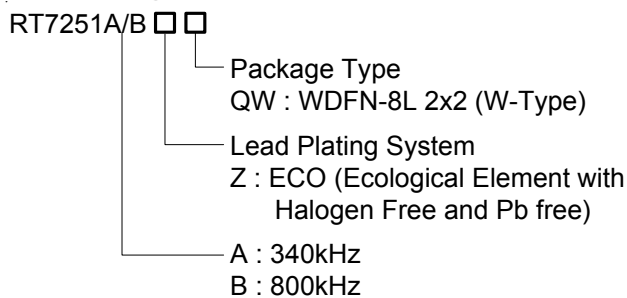 RT7251A/B □ □
Package Type
QW : WDFN-8L 2x2 (W-Type)
Lead Plating System
Z : ECO (Ecological Element with
Halogen Free and Pb free)
A : 340kHz
B : 800kHz